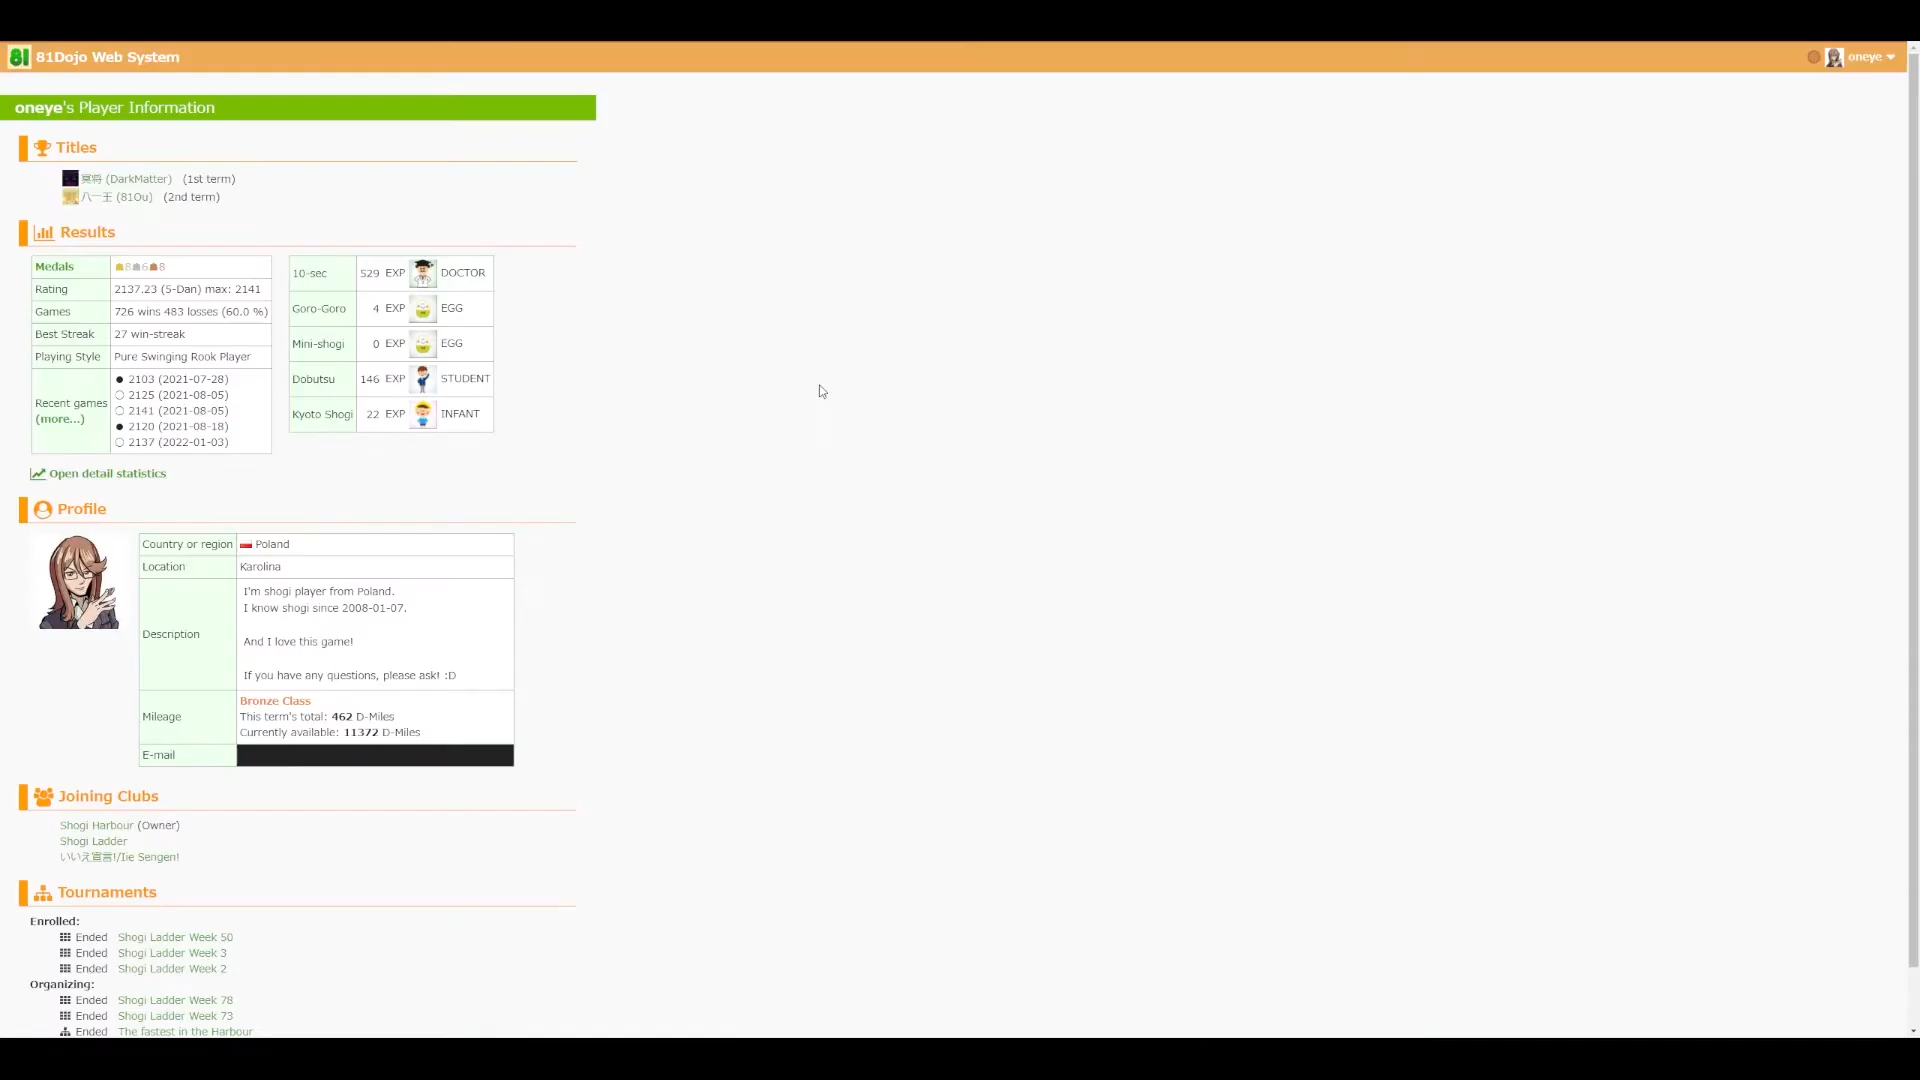 81 81Dojo Web System
oneye
oneye's Player Information
Titles
冥将 (DarkMatter) (1st term)
八一王 (81Ou) (2nd term)
Results
Medals 8 6 8
Rating 2137.23 (5-Dan) max: 2141
Games 726 wins 483 losses (60.0 %)
Best Streak 27 win-streak
Playing Style Pure Swinging Rook Player
Recent games
(more...)
● 2103 (2021-07-28)
○ 2125 (2021-08-05)
○ 2141 (2021-08-05)
● 2120 (2021-08-18)
○ 2137 (2022-01-03)
10-sec 529 EXP DOCTOR
Goro-Goro 4 EXP EGG
Mini-shogi 0 EXP EGG
Dobutsu 146 EXP STUDENT
Kyoto Shogi 22 EXP INFANT
Open detail statistics
Profile
Country or region Poland
Location Karolina
Description
I'm shogi player from Poland.
I know shogi since 2008-01-07.
And I love this game!
If you have any questions, please ask! :D
Mileage
Bronze Class
This term's total: 462 D-Miles
Currently available: 11372 D-Miles
E-mail
Joining Clubs
Shogi Harbour (Owner)
Shogi Ladder
いいえ宣言!/Iie Sengen!
Tournaments
Enrolled:
Ended Shogi Ladder Week 50
Ended Shogi Ladder Week 3
Ended Shogi Ladder Week 2
Organizing:
Ended Shogi Ladder Week 78
Ended Shogi Ladder Week 73
Ended The fastest in the Harbour